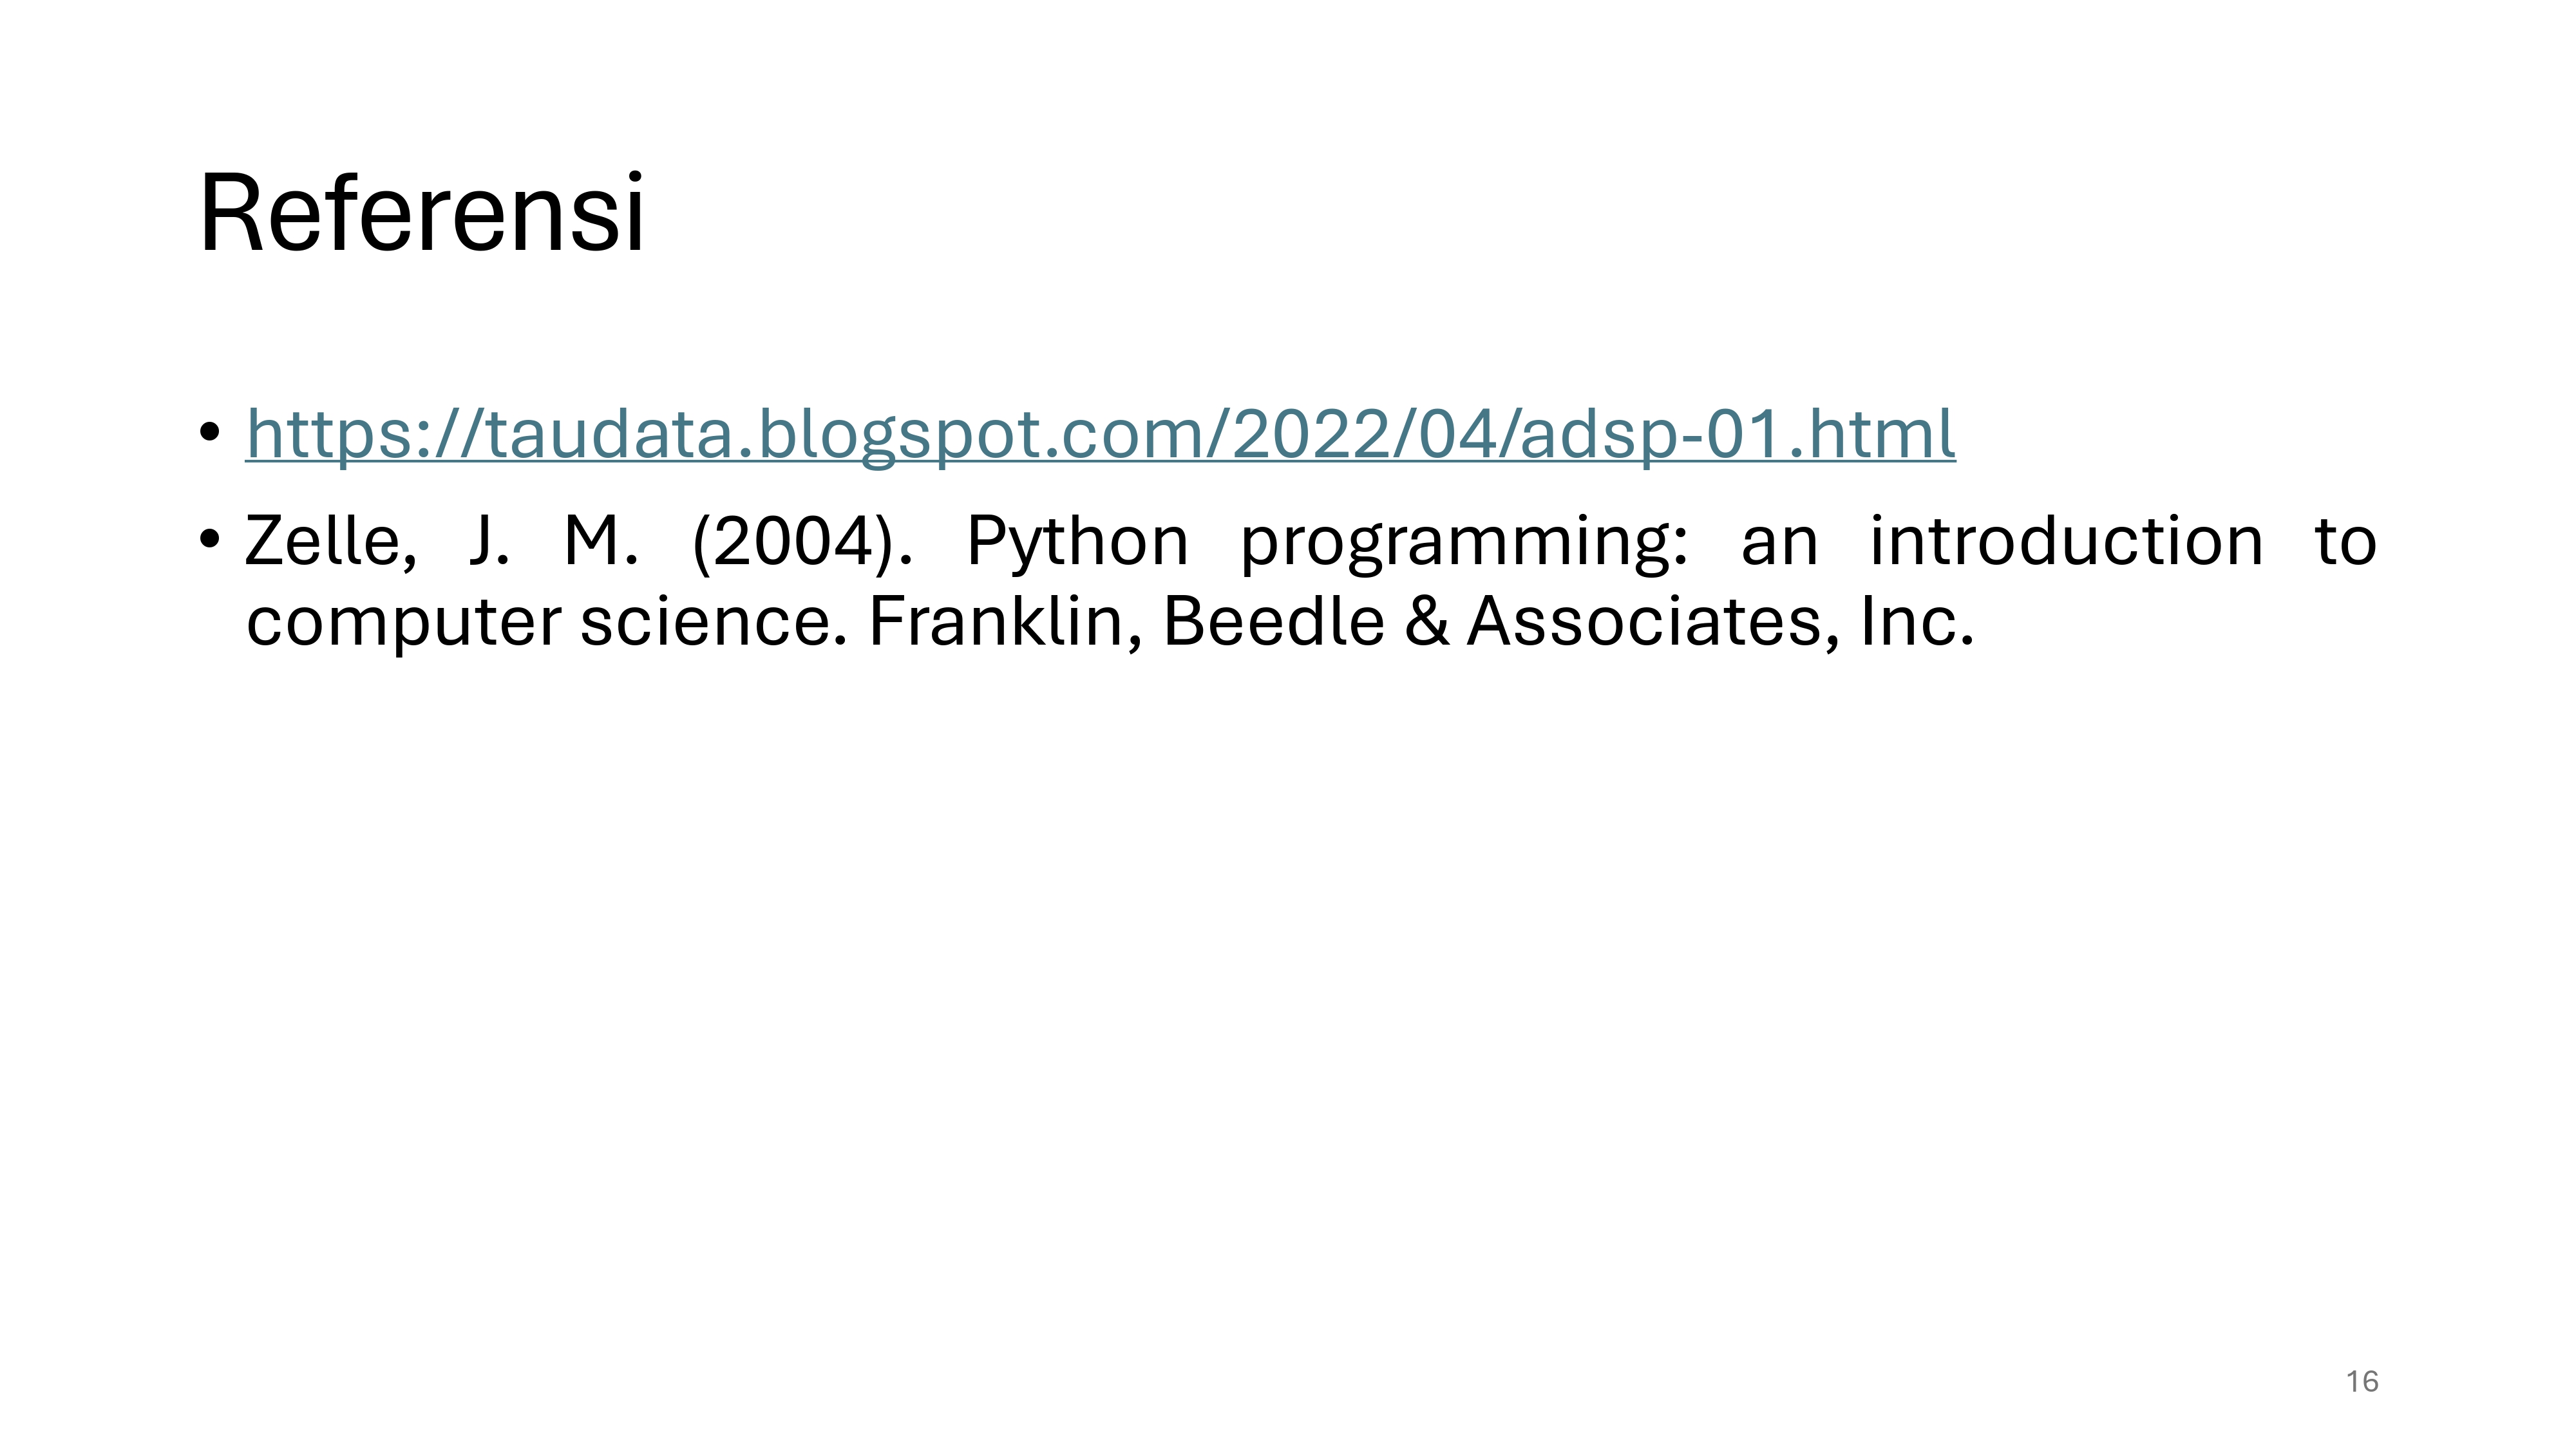 Referensi
• https://taudata.blogspot.com/2022/04/adsp-01.html
• Zelle, J. M. (2004). Python programming: an introduction to
computer science. Franklin, Beedle & Associates, Inc.
16